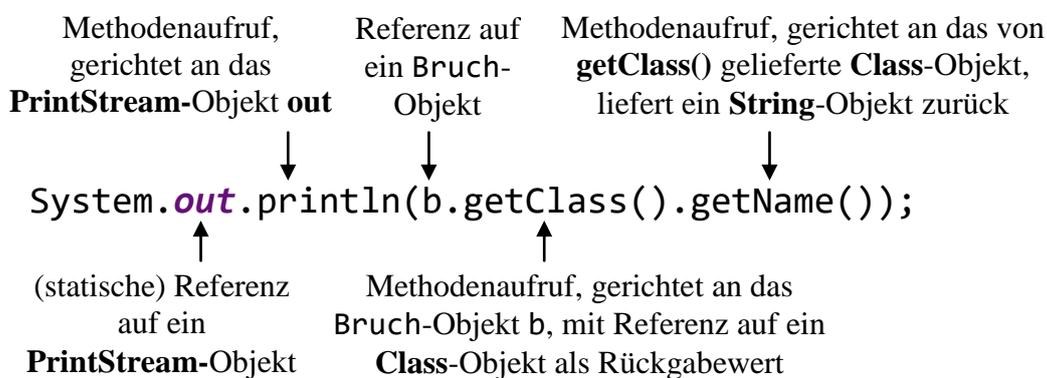 Methodenaufruf,
gerichtet an das
PrintStream-Objekt out
Referenz auf
ein Bruch-
Objekt
Methodenaufruf, gerichtet an das von
getClass() gelieferte Class-Objekt,
liefert ein String-Objekt zurück
System.out.println(b.getClass().getName());
(statische) Referenz
auf ein
PrintStream-Objekt
Methodenaufruf, gerichtet an das
Bruch-Objekt b, mit Referenz auf ein
Class-Objekt als Rückgabewert